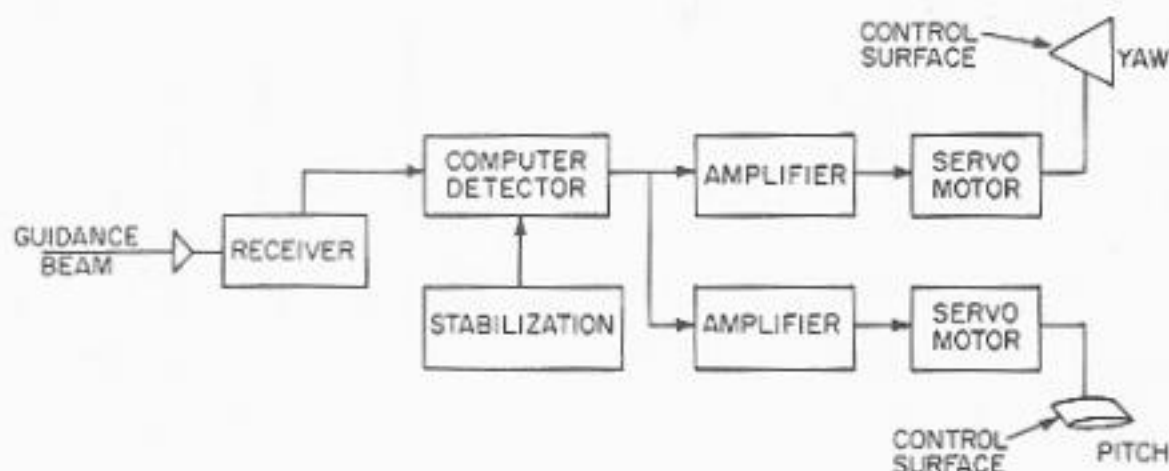 CONTROL
SURFACE
YAW
COMPUTER
DETECTOR
AMPLIFIER
SERVO
MOTOR
GUIDANCE
BEAM
RECEIVER
STABILIZATION
AMPLIFIER
SERVO
MOTOR
CONTROL
SURFACE
PITCH